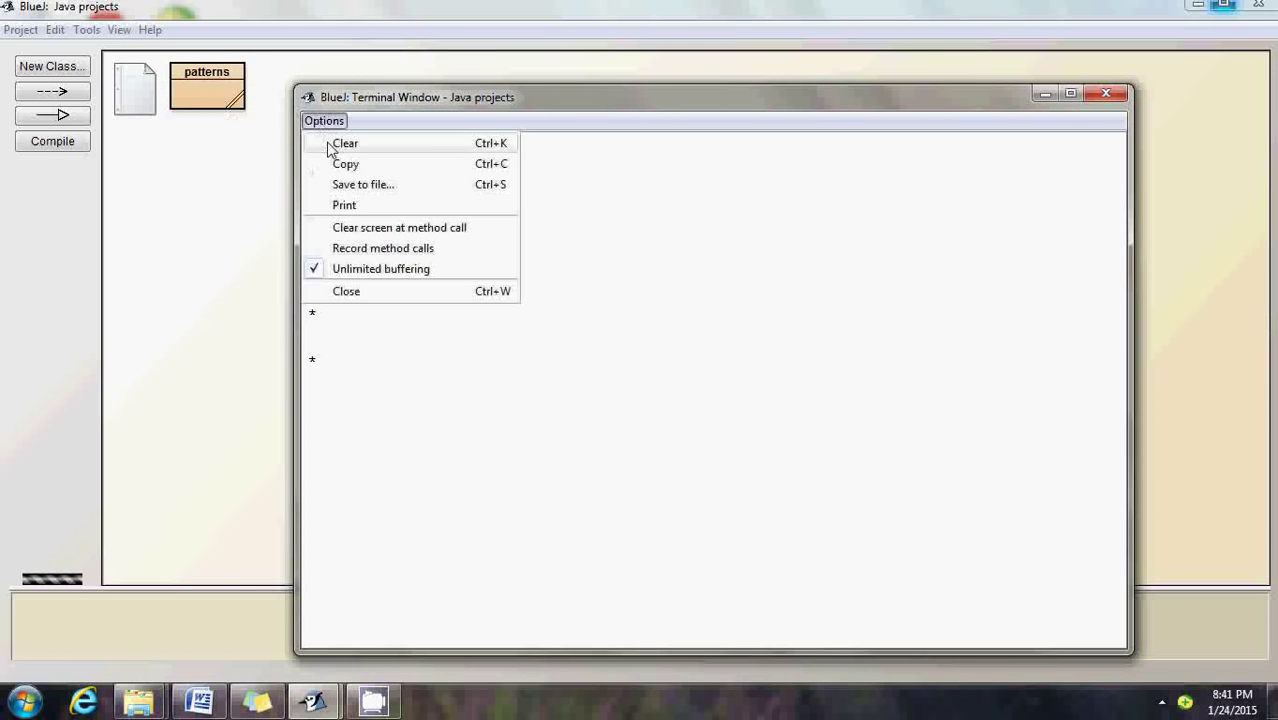 BlueJ: Java projects
Project Edit Tools View Help
New Class...
Compile
patterns
BlueJ: Terminal Window - Java projects
Options
Clear Ctrl+K
Copy Ctrl+C
Save to file... Ctrl+S
Print
Clear screen at method call
Record method calls
Unlimited buffering
Close Ctrl+W
*
*
8:41 PM
1/24/2015